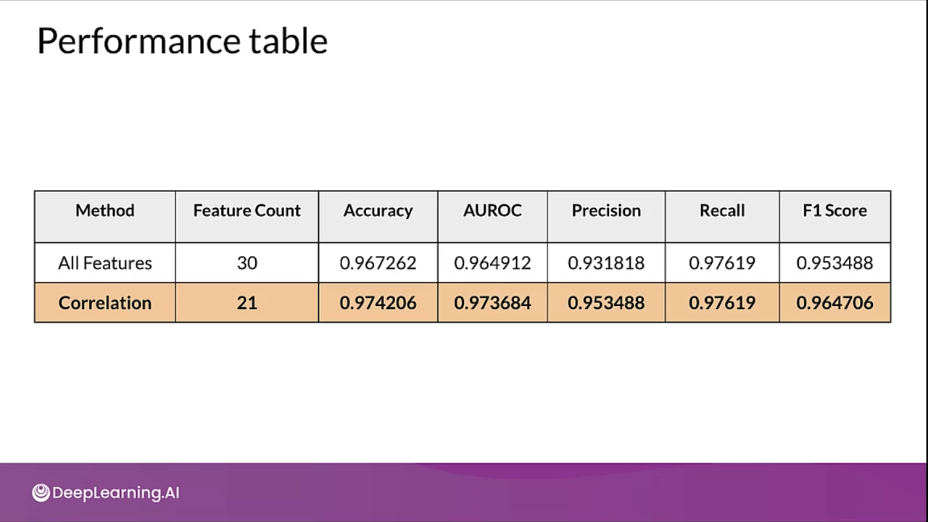 Performance table
Method Feature Count Accuracy AUROC Precision Recall F1 Score
All Features 30 0.967262 0.964912 0.931818 0.97619 0.953488
Correlation 21 0.974206 0.973684 0.953488 0.97619 0.964706
DeepLearning.AI